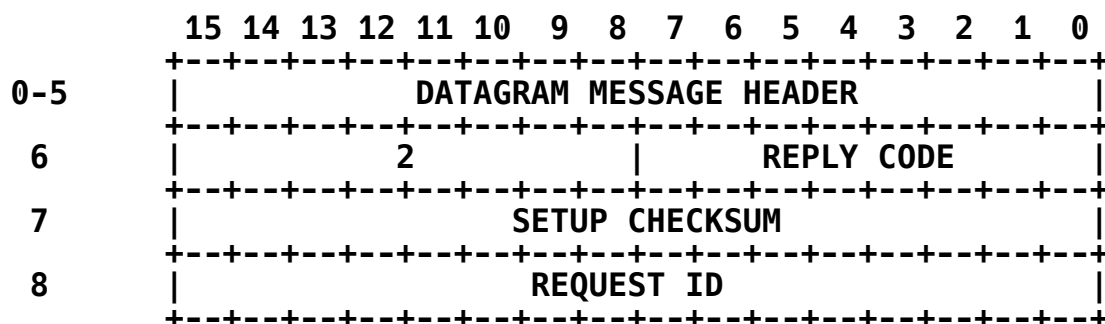 15 14 13 12 11 10 9 8 7 6 5 4 3 2 1 0
+--+--+--+--+--+--+--+--+--+--+--+--+--+--+--+--+
0-5 | DATAGRAM MESSAGE HEADER |
+--+--+--+--+--+--+--+--+--+--+--+--+--+--+--+--+
6 | 2 | REPLY CODE |
+--+--+--+--+--+--+--+--+--+--+--+--+--+--+--+--+
7 | SETUP CHECKSUM |
+--+--+--+--+--+--+--+--+--+--+--+--+--+--+--+--+
8 | REQUEST ID |
+--+--+--+--+--+--+--+--+--+--+--+--+--+--+--+--+